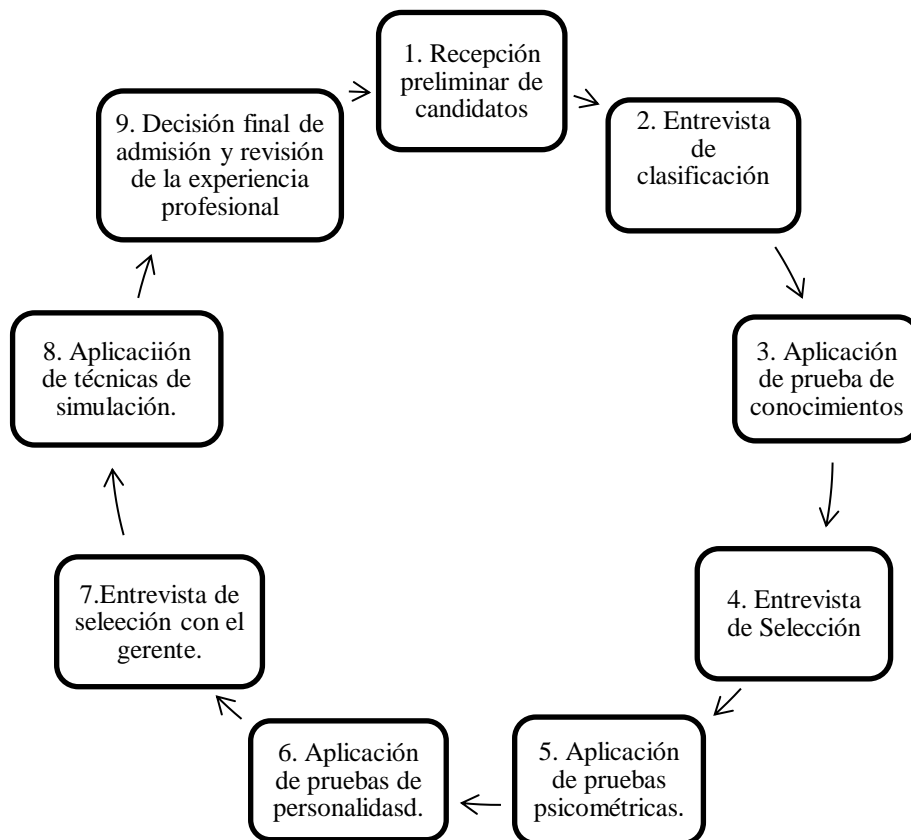 1. Recepción
preliminar de
candidatos
2. Entrevista
de
clasificación
3. Aplicación
de prueba de
conocimientos
4. Entrevista
de Selección
5. Aplicación
de pruebas
psicométricas.
6. Aplicación
de pruebas de
personalidasd.
7.Entrevista de
seleeción con el
gerente.
8. Aplicaciión
de técnicas de
simulación.
9. Decisión final de
admisión y revisión
de la experiencia
profesional